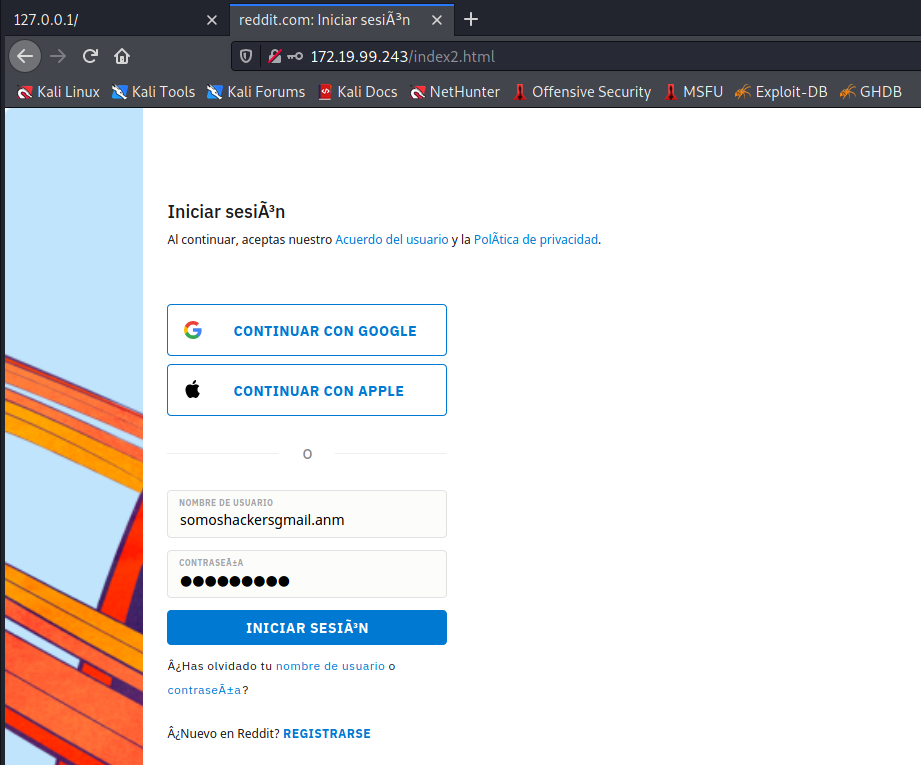 127.0.0.1/
reddit.com: Iniciar sesiÃ³n
172.19.99.243/index2.html
Kali Linux Kali Tools Kali Forums Kali Docs NetHunter Offensive Security MSFU Exploit-DB GHDB
Iniciar sesiÃ³n
Al continuar, aceptas nuestro Acuerdo del usuario y la PolÃtica de privacidad.
CONTINUAR CON GOOGLE
CONTINUAR CON APPLE
O
NOMBRE DE USUARIO
somoshackersgmail.anm
CONTRASEÃ±A
INICIAR SESIÃ³N
Â¿Has olvidado tu nombre de usuario o
contraseÃ±a?
Â¿Nuevo en Reddit? REGISTRARSE